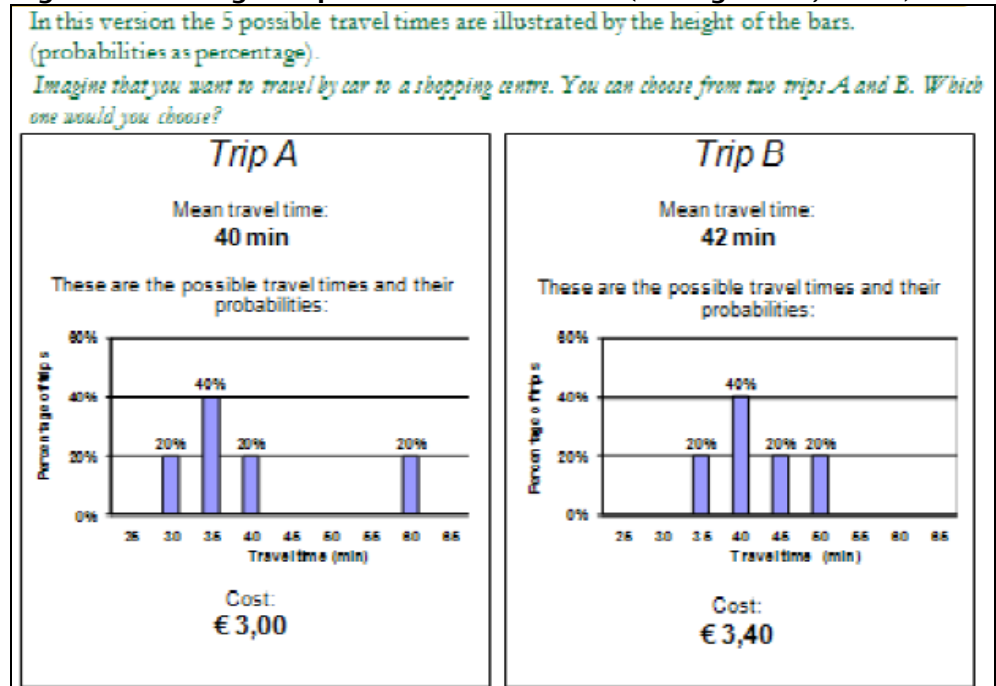 In this version the 5 possible travel times are illustrated by the height of the bars.
(probabilities as percentage).
Imagine that you want to travel by car to a shopping centre. You can choose from two trips A and B. Which
one would you choose?
Trip A
Mean travel time:
40 min
These are the possible travel times and their
probabilities:
Percentage of trips
60%
40%
20%
0%
20%
40%
20%
20%
25 30 35 40 45 50 55 60 65
Travel time (min)
Cost:
€ 3,00
Trip B
Mean travel time:
42 min
These are the possible travel times and their
probabilities:
Percentage of trips
60%
40%
20%
0%
20%
40%
20%
20%
25 30 35 40 45 50 55 60 65
Travel time (min)
Cost:
€ 3,40